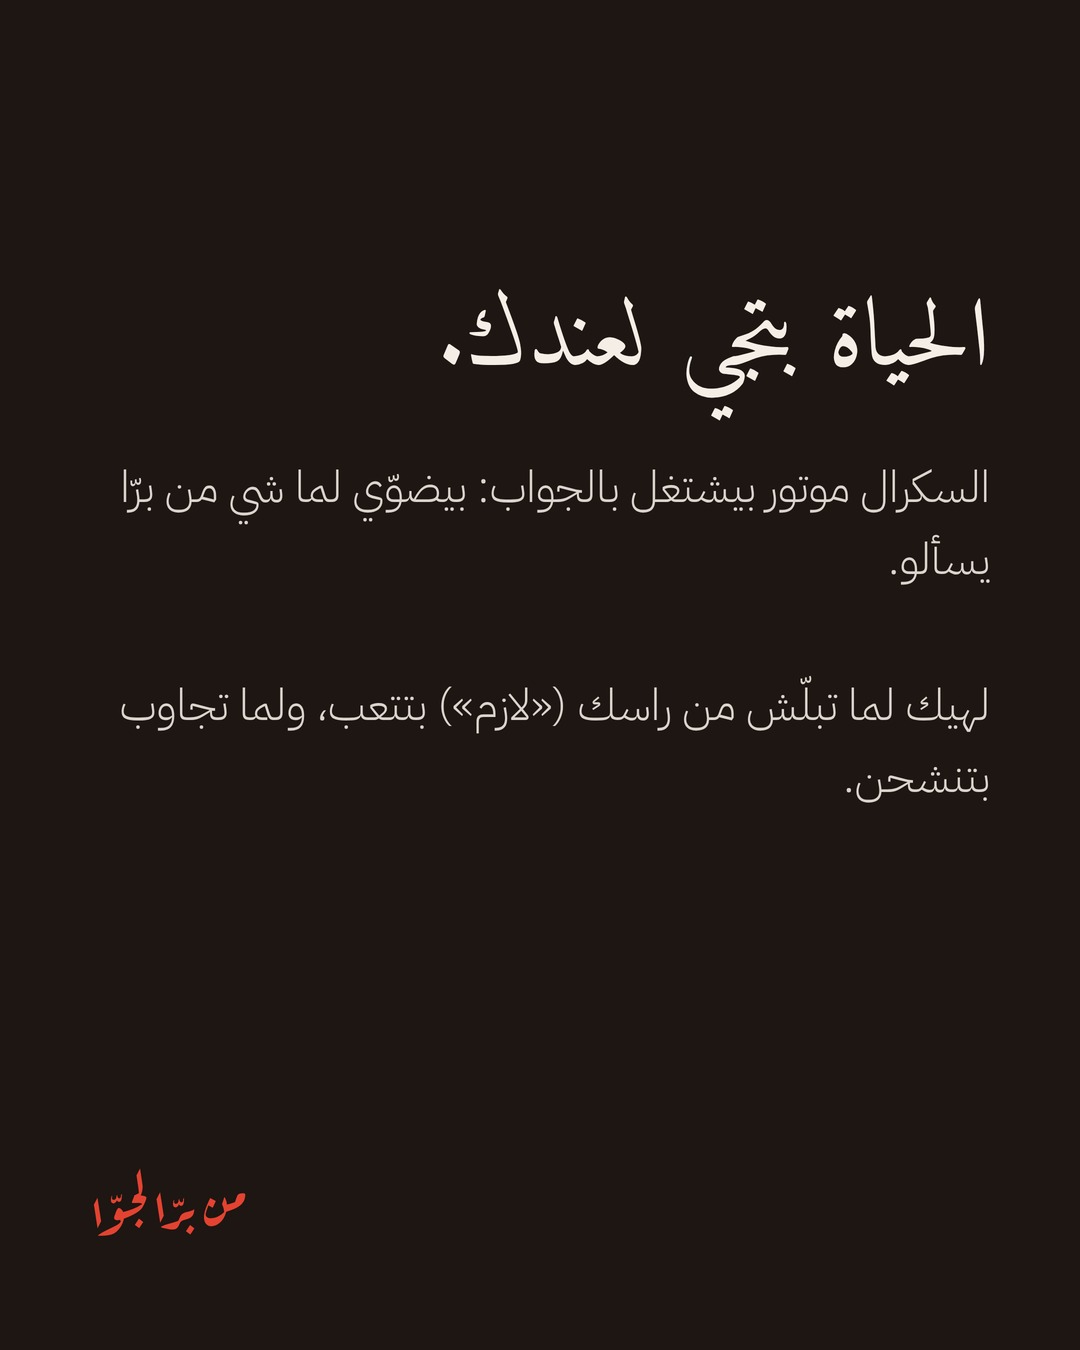 الحياة بتجي لعندك.
السكرال موتور بيشتغل بالجواب: بيضوّي لما شي من برّا
يسألو.
لهيك لما تبلّش من راسك («لازم») بتتعب، ولما تجاوب
بتنشحن.
من برّا لجوّا